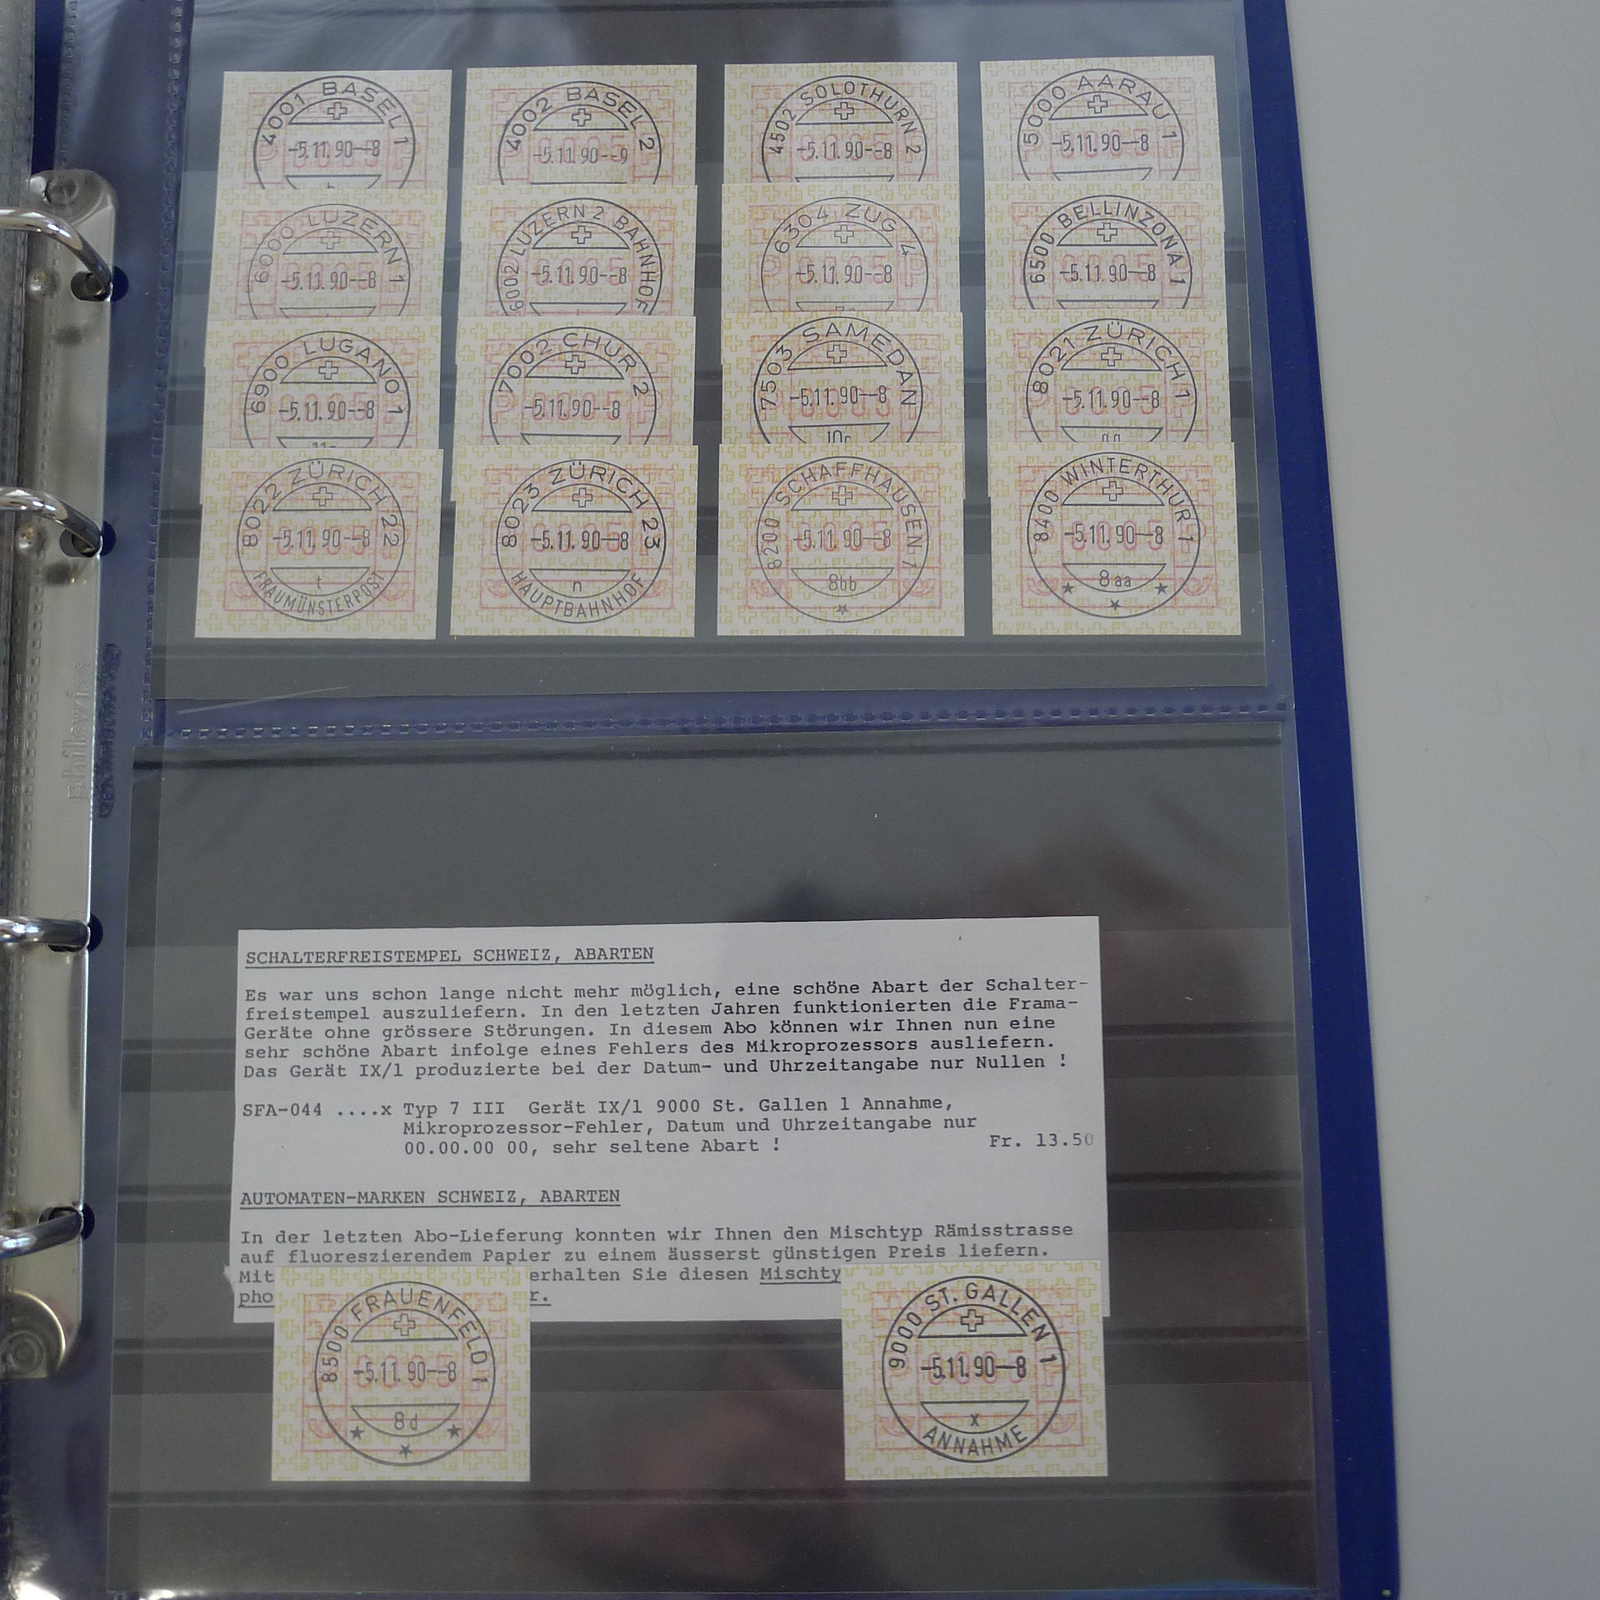 4001 BASEL 1
-5.11.90--8
4002 BASEL 2
-5.11.90--9
4502 SOLOTHURN 2
-5.11.90--8
5000 AARAU 1
-5.11.90--8
6000 LUZERN 1
-5.11.90--8
6002 LUZERN 2 BAHNHOF
-5.11.90--8
6304 ZUG 4
-5.11.90--8
6500 BELLINZONA 1
-5.11.90--8
6900 LUGANO 1
-5.11.90--8
7002 CHUR 2
-5.11.90--8
7503 SAMEDAN
-5.11.90--8
8021 ZÜRICH 1
-5.11.90--8
8022 ZÜRICH 22
-5.11.90--8
t
FRAUMÜNSTERPOST
8023 ZÜRICH 23
-5.11.90--8
n
HAUPTBAHNHOF
8200 SCHAFFHAUSEN 1
-5.11.90--8
8bb
8400 WINTERTHUR 1
-5.11.90--8
8aa
SCHALTERFREISTEMPEL SCHWEIZ, ABARTEN
Es war uns schon lange nicht mehr möglich, eine schöne Abart der Schalter-
freistempel auszuliefern. In den letzten Jahren funktionierten die Frama-
Geräte ohne grössere Störungen. In diesem Abo können wir Ihnen nun eine
sehr schöne Abart infolge eines Fehlers des Mikroprozessors ausliefern.
Das Gerät IX/1 produzierte bei der Datum- und Uhrzeitangabe nur Nullen !
SFA-044 ....x Typ 7 III Gerät IX/1 9000 St. Gallen 1 Annahme,
Mikroprozessor-Fehler, Datum und Uhrzeitangabe nur
00.00.00 00, sehr seltene Abart ! Fr. 13.50
AUTOMATEN-MARKEN SCHWEIZ, ABARTEN
In der letzten Abo-Lieferung konnten wir Ihnen den Mischtyp Rämisstrasse
auf fluoreszierendem Papier zu einem äusserst günstigen Preis liefern.
Mit erhalten Sie diesen Mischty
pho r.
8500 FRAUENFELD 1
-5.11.90--8
8d
9000 ST. GALLEN 1
-5.11.90--8
x
ANNAHME